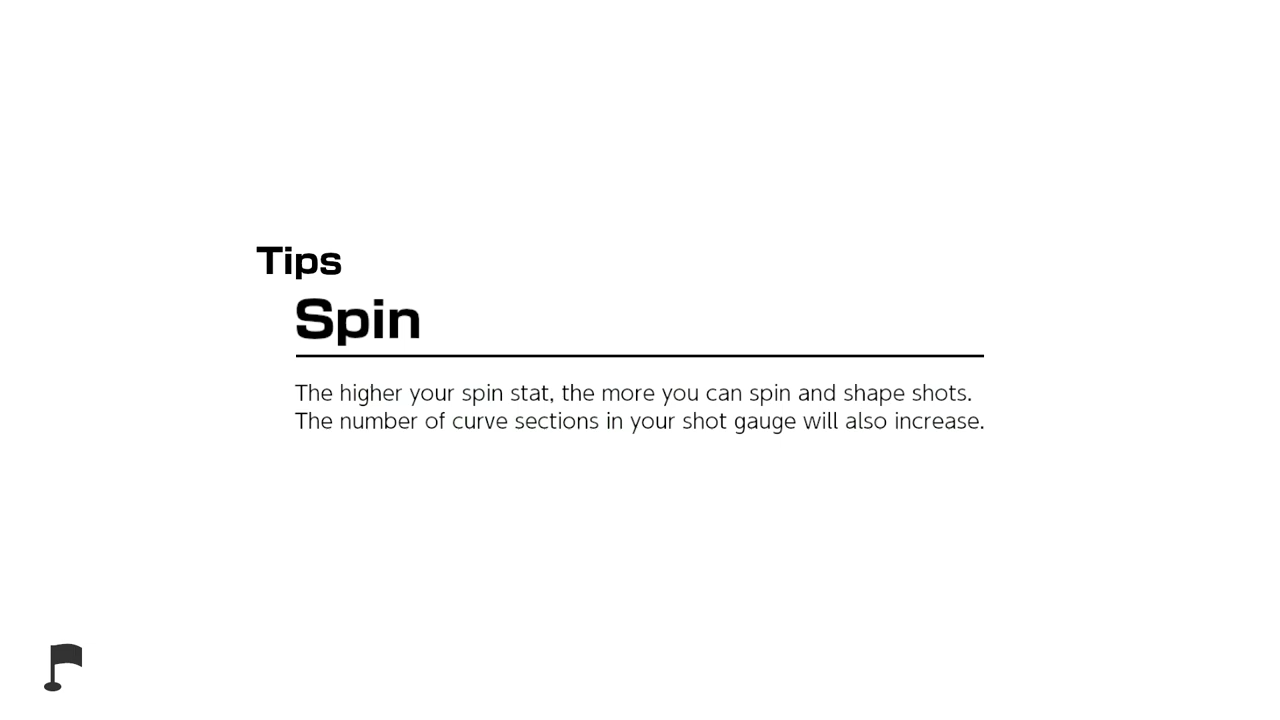 Tips
Spin
The higher your spin stat, the more you can spin and shape shots.
The number of curve sections in your shot gauge will also increase.